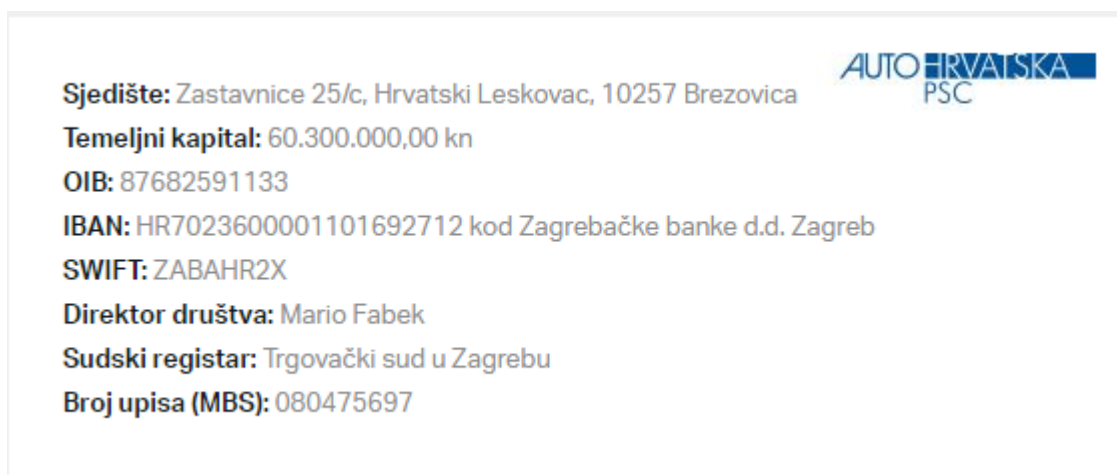 AUTO HRVATSKA
PSC
Sjedište: Zastavnice 25/c, Hrvatski Leskovac, 10257 Brezovica
Temeljni kapital: 60.300.000,00 kn
OIB: 87682591133
IBAN: HR7023600001101692712 kod Zagrebačke banke d.d. Zagreb
SWIFT: ZABAHR2X
Direktor društva: Mario Fabek
Sudski registar: Trgovački sud u Zagrebu
Broj upisa (MBS): 080475697